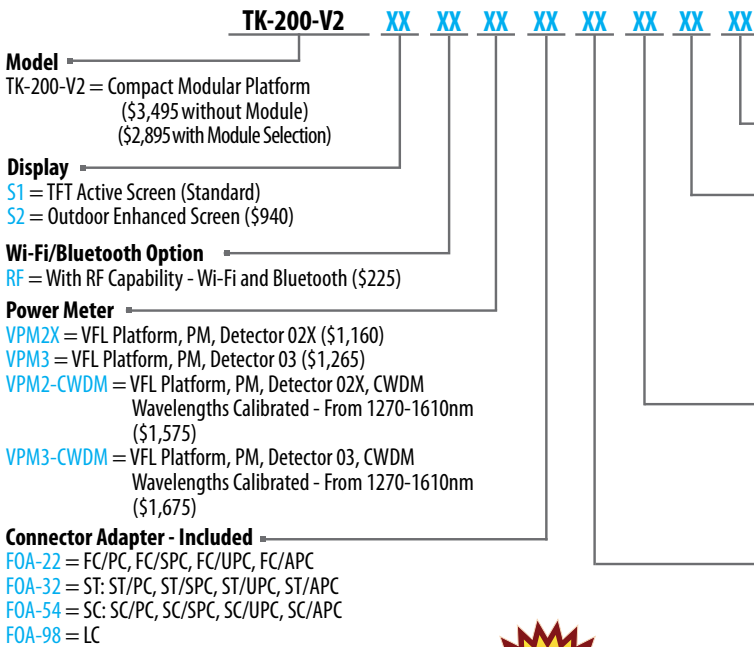 TK-200-V2 XX XX XX XX XX XX XX XX
Model
TK-200-V2 = Compact Modular Platform
($3,495 without Module)
($2,895 with Module Selection)
Display
S1 = TFT Active Screen (Standard)
S2 = Outdoor Enhanced Screen ($940)
Wi-Fi/Bluetooth Option
RF = With RF Capability - Wi-Fi and Bluetooth ($225)
Power Meter
VPM2X = VFL Platform, PM, Detector 02X ($1,160)
VPM3 = VFL Platform, PM, Detector 03 ($1,265)
VPM2-CWDM = VFL Platform, PM, Detector 02X, CWDM
Wavelengths Calibrated - From 1270-1610nm
($1,575)
VPM3-CWDM = VFL Platform, PM, Detector 03, CWDM
Wavelengths Calibrated - From 1270-1610nm
($1,675)
Connector Adapter - Included
FOA-22 = FC/PC, FC/SPC, FC/UPC, FC/APC
FOA-32 = ST: ST/PC, ST/SPC, ST/UPC, ST/APC
FOA-54 = SC: SC/PC, SC/SPC, SC/UPC, SC/APC
FOA-98 = LC